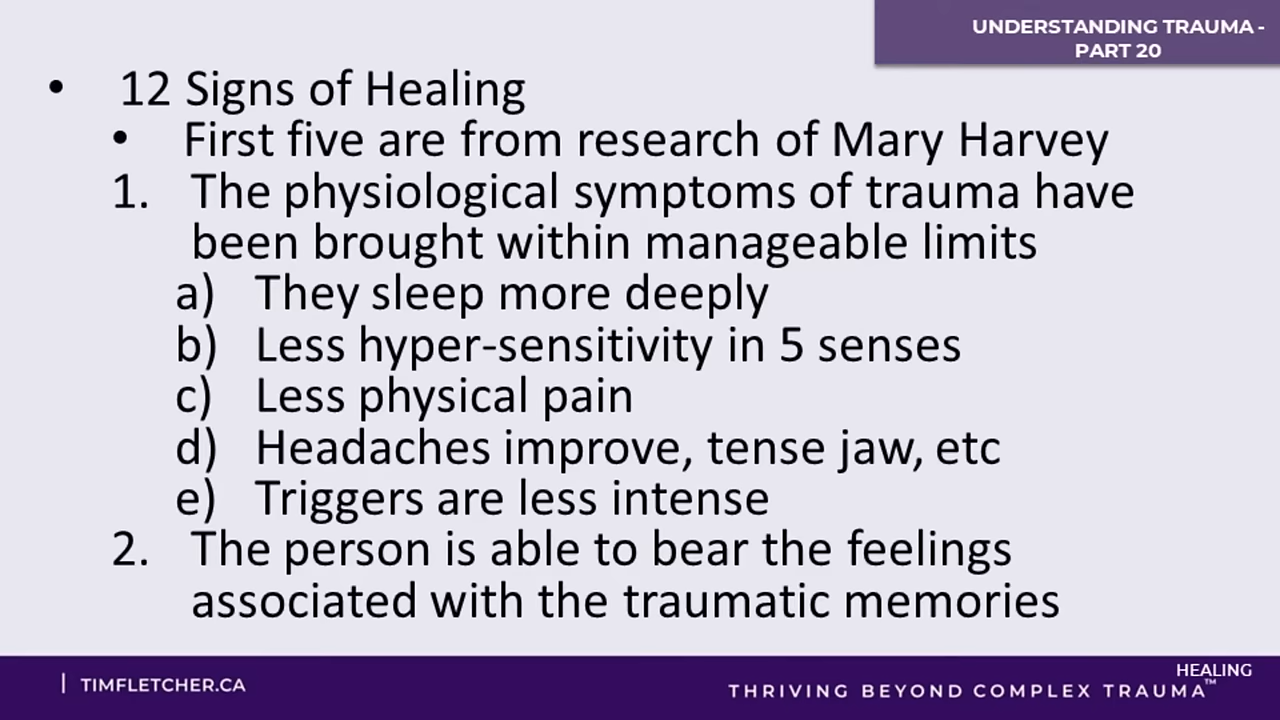 UNDERSTANDING TRAUMA -
PART 20
• 12 Signs of Healing
• First five are from research of Mary Harvey
1. The physiological symptoms of trauma have
been brought within manageable limits
a) They sleep more deeply
b) Less hyper-sensitivity in 5 senses
c) Less physical pain
d) Headaches improve, tense jaw, etc
e) Triggers are less intense
2. The person is able to bear the feelings
associated with the traumatic memories
| TIMFLETCHER.CA
HEALING
THRIVING BEYOND COMPLEX TRAUMA™